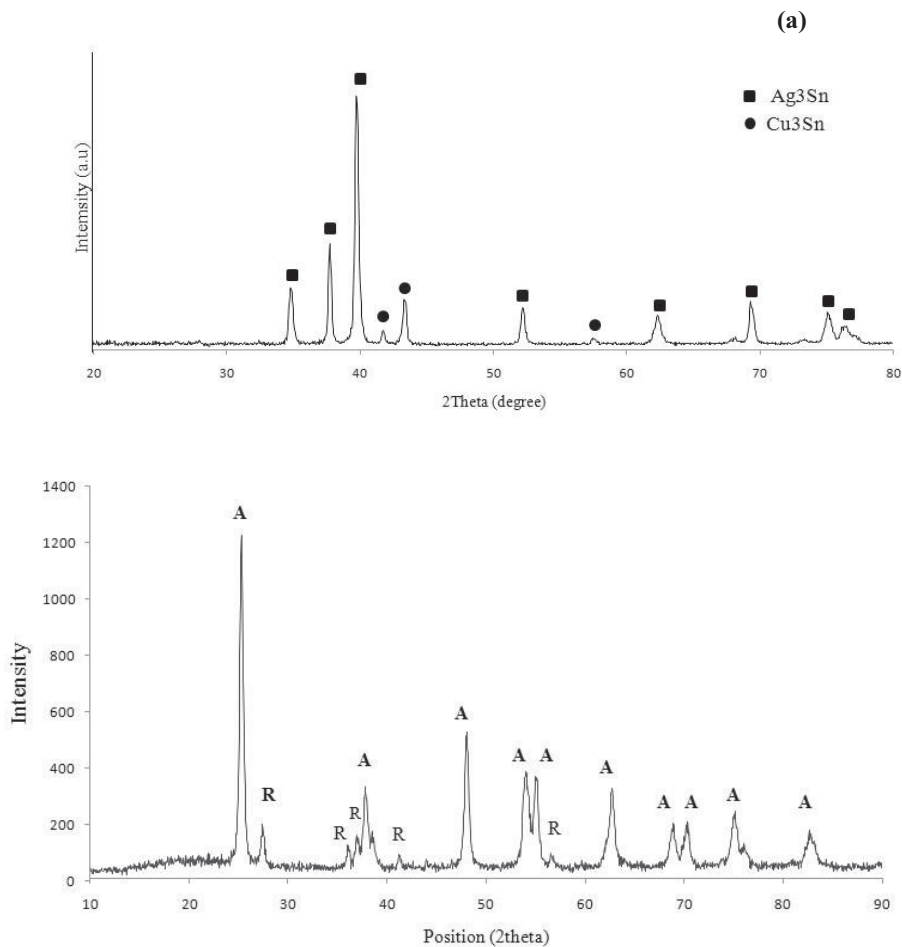 (a)
■ Ag3Sn
● Cu3Sn
Intemsity (a.u)
20 30 40 50 60 70 80
2Theta (degree)
1400
A
1200
1000
800
Intensity
600
A
400
A
A A
A
R
200
R
R
R
R
A A
A
A
0
10 20 30 40 50 60 70 80 90
Position (2theta)